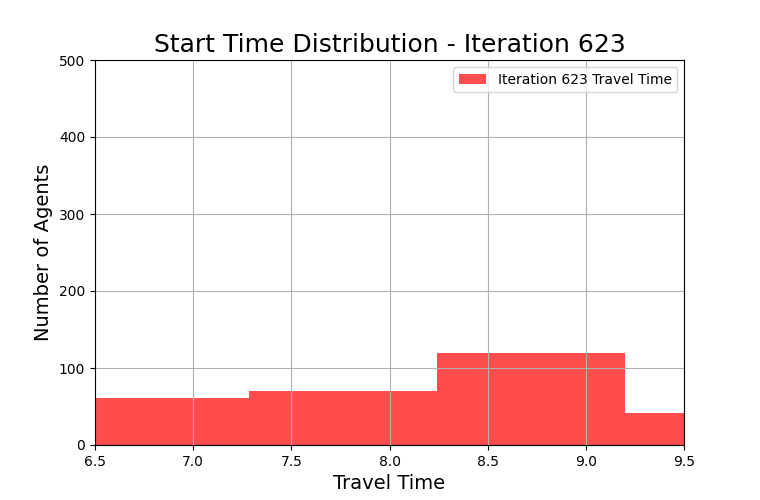 Start Time Distribution - Iteration 623
Iteration 623 Travel Time
Number of Agents
500
400
300
200
100
0
6.5 7.0 7.5 8.0 8.5 9.0 9.5
Travel Time